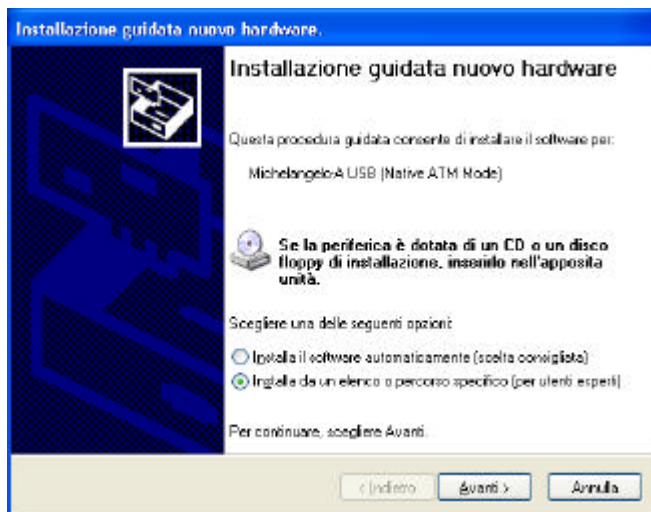 Installazione guidata nuovo hardware.
Installazione guidata nuovo hardware
Questa procedura guidata consente di installare il software per:
Michelangelo-A USB (Native ATM Mode)
Se la periferica è dotata di un CD o un disco
floppy di installazione, inserirlo nell'apposita
unità.
Scegliere una delle seguenti opzioni:
Installa il software automaticamente (scelta consigliata)
Installa da un elenco o percorso specifico (per utenti esperti)
Per continuare, scegliere Avanti.
< Indietro
Avanti >
Annulla